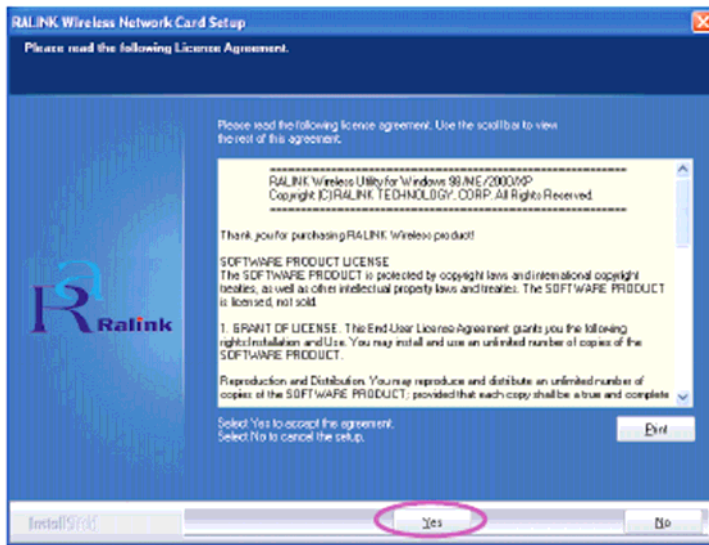 RALINK Wireless Network Card Setup
Please read the following License Agreement.
Please read the following license agreement. Use the scroll bar to view
the rest of this agreement.
================================================
RALINK Wireless Utility for Windows 98/ME/2000/XP
Copyright (C) RALINK TECHNOLOGY, CORP. All Rights Reserved.
================================================
Thank you for purchasing RALINK Wireless product!
SOFTWARE PRODUCT LICENSE
The SOFTWARE PRODUCT is protected by copyright laws and international copyright
treaties, as well as other intellectual property laws and treaties. The SOFTWARE PRODUCT
is licensed, not sold.
1. GRANT OF LICENSE. This End-User License Agreement grants you the following
rights:Installation and Use. You may install and use an unlimited number of copies of the
SOFTWARE PRODUCT.
Reproduction and Distribution. You may reproduce and distribute an unlimited number of
copies of the SOFTWARE PRODUCT; provided that each copy shall be a true and complete
Ralink
Select Yes to accept the agreement.
Select No to cancel the setup.
Print
InstallShield
Yes
No